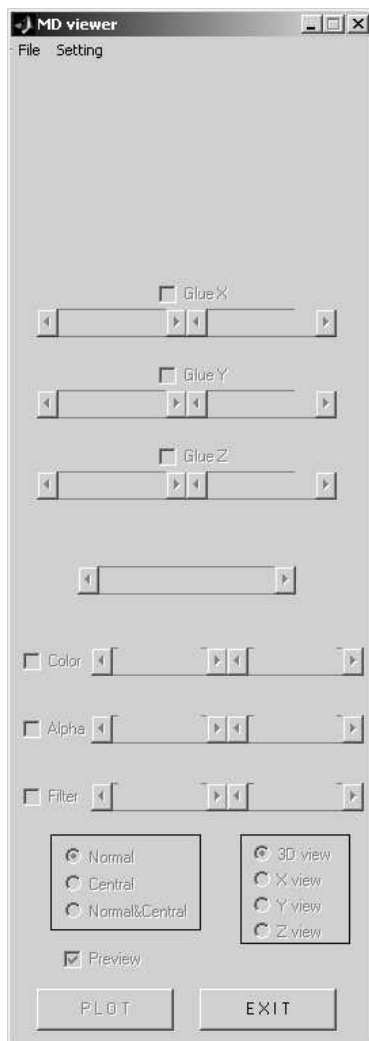 MD viewer
File Setting
Glue X
Glue Y
Glue Z
Color
Alpha
Filter
Normal
Central
Normal&Central
3D view
X view
Y view
Z view
Preview
PLOT
EXIT